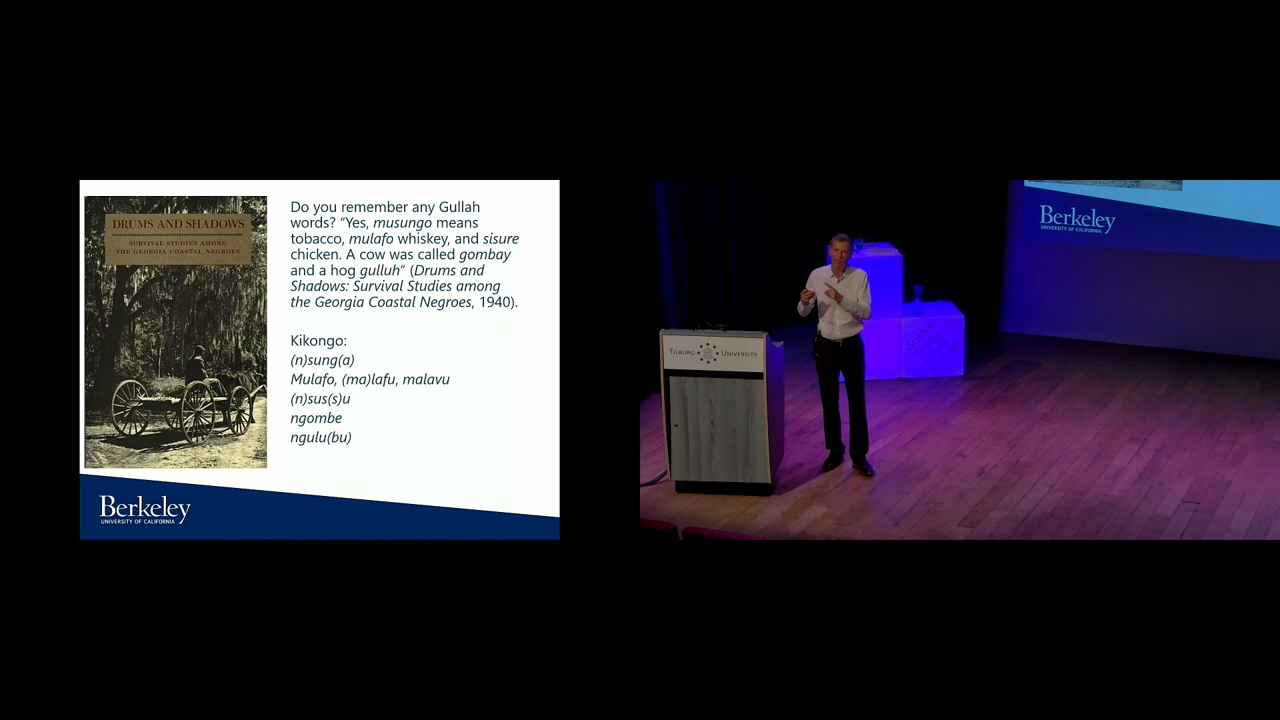 DRUMS AND SHADOWS
SURVIVAL STUDIES AMONG
THE GEORGIA COASTAL NEGROES
Do you remember any Gullah
words? “Yes, musungo means
tobacco, mulafo whiskey, and sisure
chicken. A cow was called gombay
and a hog gulluh” (Drums and
Shadows: Survival Studies among
the Georgia Coastal Negroes, 1940).
Kikongo:
(n)sung(a)
Mulafo, (ma)lafu, malavu
(n)sus(s)u
ngombe
ngulu(bu)
Berkeley
UNIVERSITY OF CALIFORNIA
Berkeley
UNIVERSITY OF CALIFORNIA
TILBURG UNIVERSITY